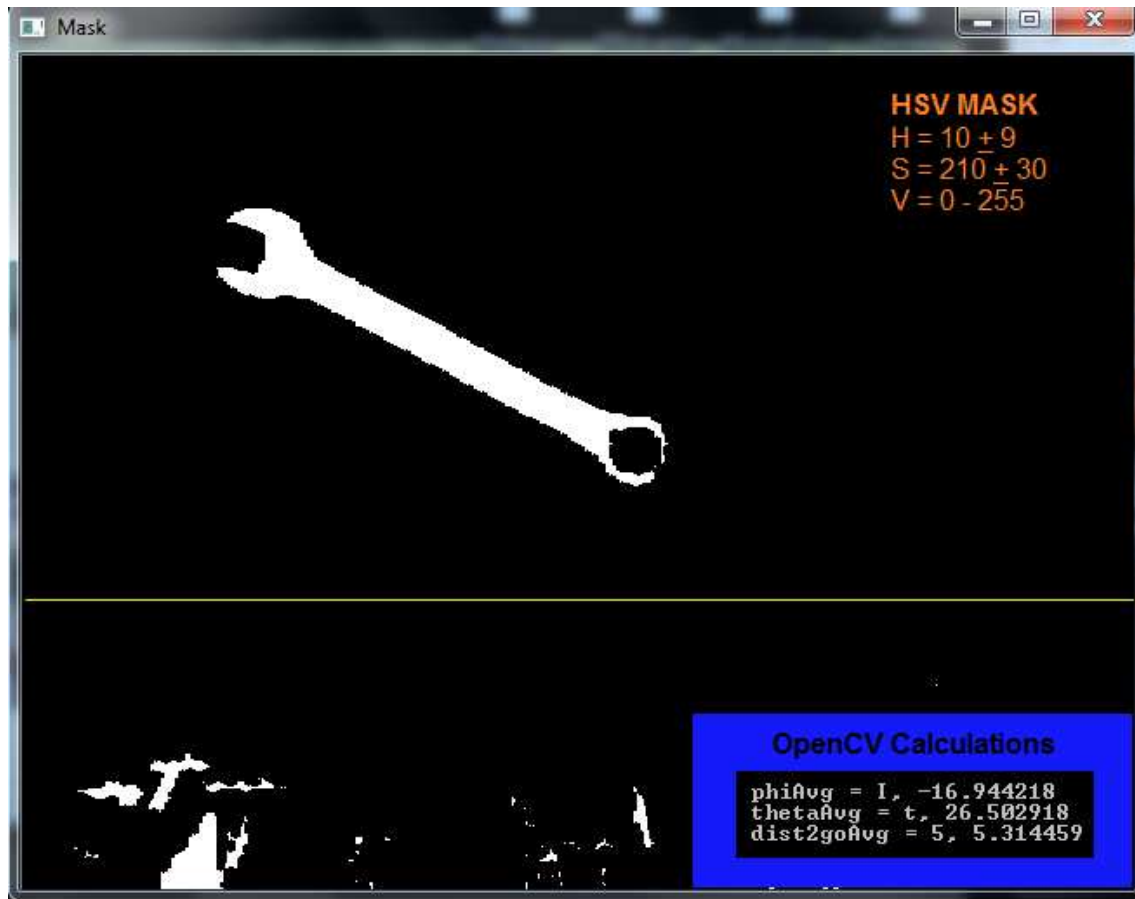 Mask
HSV MASK
H = 10 ± 9
S = 210 ± 30
V = 0 - 255
OpenCV Calculations
phiAvg = I, -16.944218
thetaAvg = t, 26.502918
dist2goAvg = 5, 5.314459